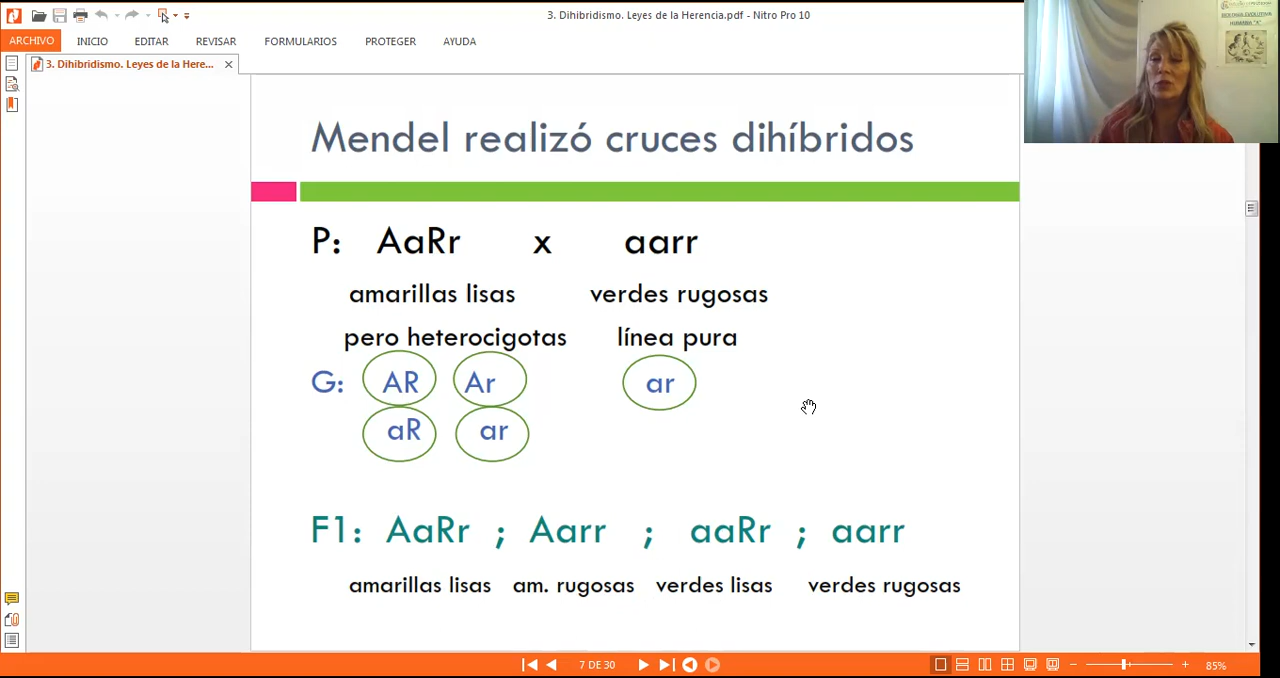 3. Dihibridismo. Leyes de la Herencia.pdf - Nitro Pro 10
ARCHIVO INICIO EDITAR REVISAR FORMULARIOS PROTEGER AYUDA
3. Dihibridismo. Leyes de la Here...
Mendel realizó cruces dihíbridos
P: AaRr x aarr
amarillas lisas verdes rugosas
pero heterocigotas línea pura
G: AR Ar ar
aR ar
F1: AaRr ; Aarr ; aaRr ; aarr
amarillas lisas am. rugosas verdes lisas verdes rugosas
7 DE 30
85%